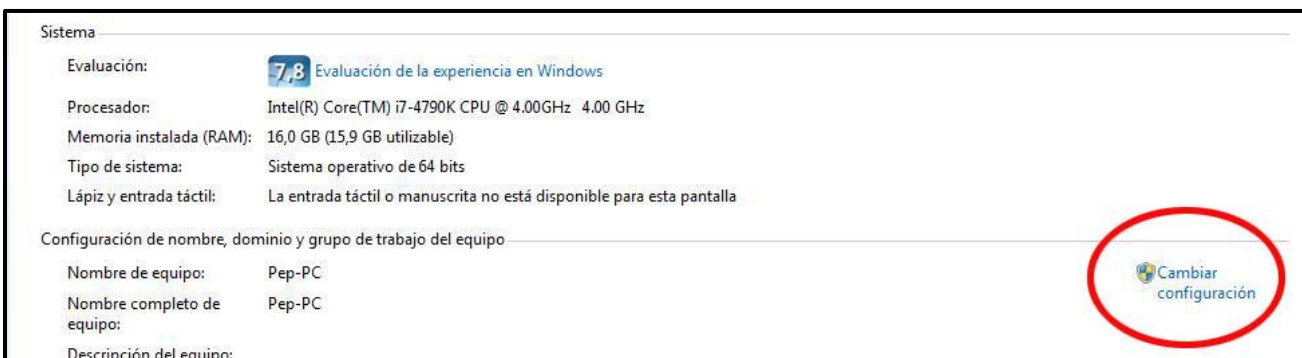 Sistema
Evaluación:
7,8 Evaluación de la experiencia en Windows
Procesador:
Intel(R) Core(TM) i7-4790K CPU @ 4.00GHz 4.00 GHz
Memoria instalada (RAM):
16,0 GB (15,9 GB utilizable)
Tipo de sistema:
Sistema operativo de 64 bits
Lápiz y entrada táctil:
La entrada táctil o manuscrita no está disponible para esta pantalla
Configuración de nombre, dominio y grupo de trabajo del equipo
Nombre de equipo:
Pep-PC
Cambiar
configuración
Nombre completo de
equipo:
Pep-PC
Descripción del equipo: